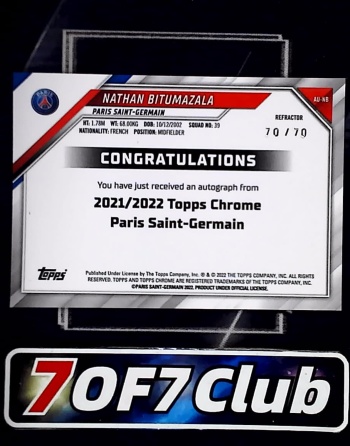 NATHAN BITUMAZALA
AU-NB
PARIS SAINT-GERMAIN
HT: 1.78M WT: 68.00KG DOB: 10/12/2002 SQUAD NO: 39
NATIONALITY: FRENCH POSITION: MIDFIELDER
REFRACTOR
70/70
CONGRATULATIONS
You have just received an autograph from
2021/2022 Topps Chrome
Paris Saint-Germain
topps
Published Under License by The Topps Company, Inc. ® & © 2022 THE TOPPS COMPANY, INC. ALL RIGHTS
RESERVED. TOPPS AND TOPPS CHROME ARE REGISTERED TRADEMARKS OF THE TOPPS COMPANY, INC.
©PARIS SAINT-GERMAIN 2022. PRODUCT UNDER OFFICIAL LICENSE.
7OF7Club